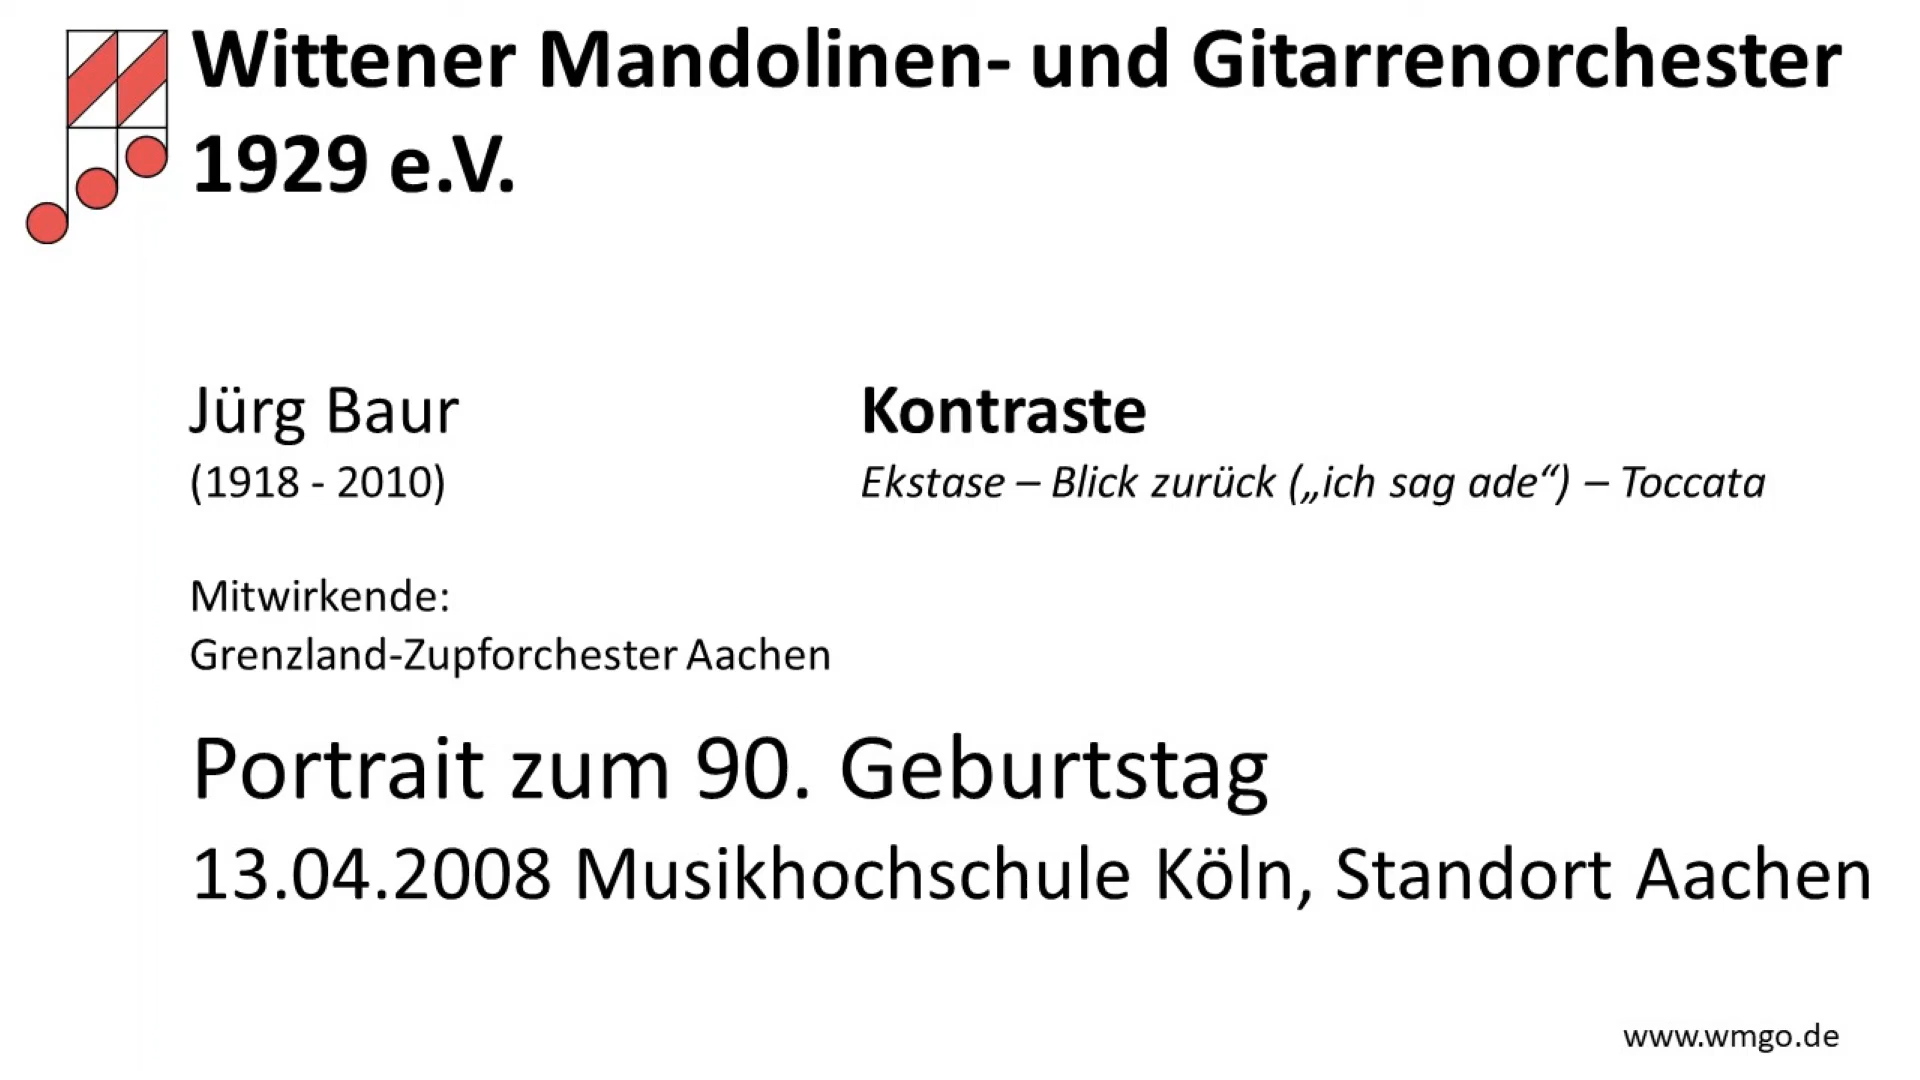 Wittener Mandolinen- und Gitarrenorchester
1929 e.V.
Jürg Baur
Kontraste
(1918 - 2010)
Ekstase – Blick zurück („ich sag ade“) – Toccata
Mitwirkende:
Grenzland-Zupforchester Aachen
Portrait zum 90. Geburtstag
13.04.2008 Musikhochschule Köln, Standort Aachen
www.wmgo.de